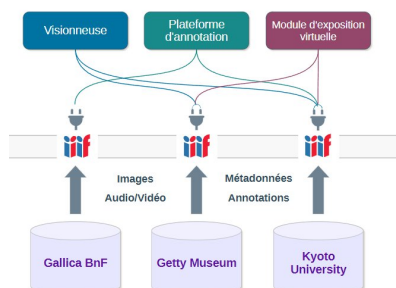 Visionneuse
Plateforme
d'annotation
Module d'exposition
virtuelle
iiif
iiif
iiif
Images
Métadonnées
Audio/Vidéo
Annotations
Gallica BnF
Getty Museum
Kyoto
University